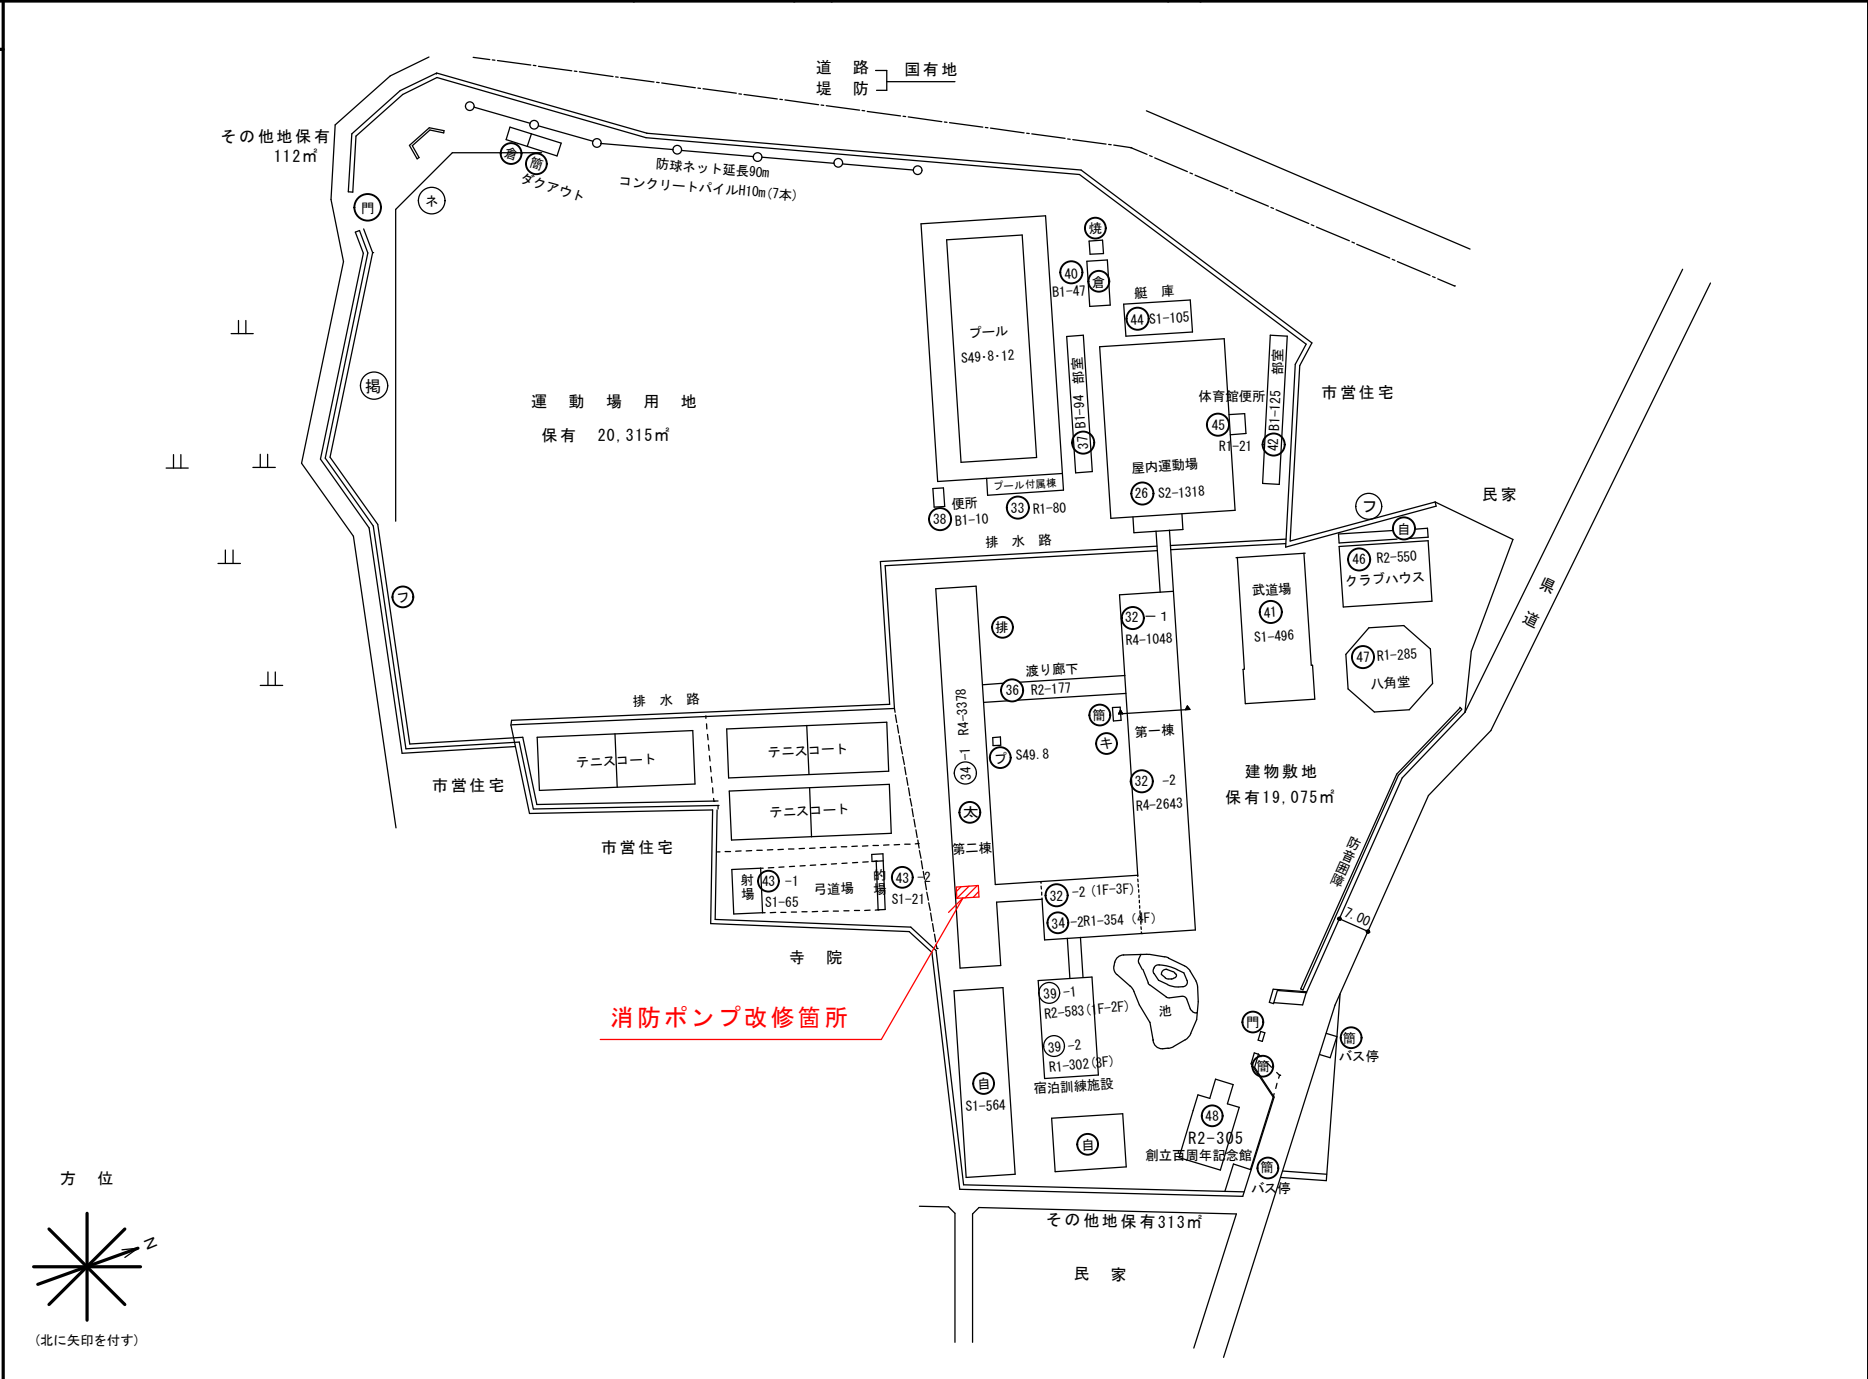 道 路
堤 防
国有地
その他地保有
112㎡
倉
簡
ダクアウト
防球ネット延長90m
コンクリートパイルH10m(7本)
門
ネ
掲
運 動 場 用 地
保有 20,315㎡
プール
S49・8・12
焼
40
B1-47
倉
艇 庫
44 S1-105
37 B1-94 部室
体育館便所
45
R1-21
42 B1-125 部室
市営住宅
屋内運動場
26 S2-1318
プール付属棟
33 R1-80
便所
38 B1-10
排 水 路
フ
自
民家
46 R2-550
クラブハウス
県 道
武道場
41
S1-496
47 R1-285
八角堂
フ
排
32-1
R4-1048
渡り廊下
36 R2-177
34-1 R4-3378
簡
キ
第一棟
プ S49.8
32 -2
R4-2643
排 水 路
テニスコート
テニスコート
テニスコート
太
第二棟
建物敷地
保有19,075㎡
市営住宅
市営住宅
防音囲障
7.00
射場
43 -1
S1-65
弓道場
的場
43 -2
S1-21
32 -2 (1F-3F)
34 -2R1-354 (4F)
寺 院
消防ポンプ改修箇所
39 -1
R2-583(1F-2F)
39 -2
R1-302(3F)
宿泊訓練施設
池
門
簡
簡
バス停
自
S1-564
自
48
R2-305
創立百周年記念館
簡
バス停
その他地保有313㎡
民 家
方 位
N
(北に矢印を付す)